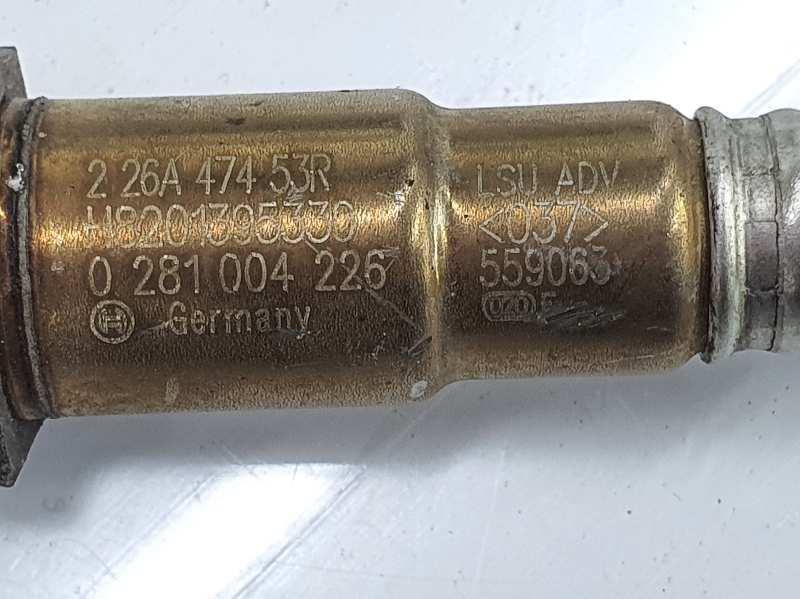 2 26A 474 53R
H8201395330
0 281 004 226
Germany
LSU ADV
<037>
559063